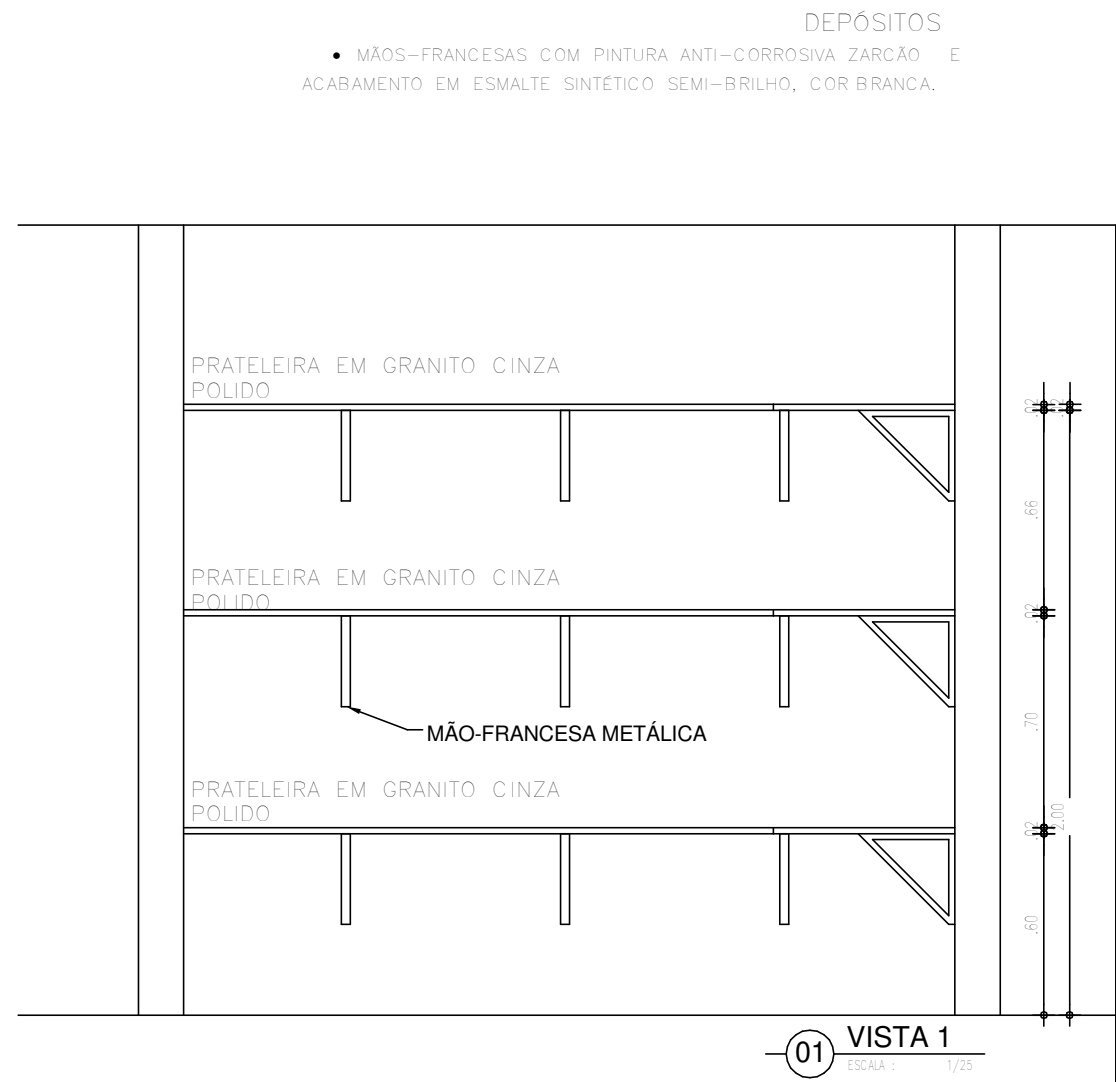 DEPÓSITOS
• MÃOS-FRANCESAS COM PINTURA ANTI-CORROSIVA ZARCÃO E
ACABAMENTO EM ESMALTE SINTÉTICO SEMI-BRILHO, COR BRANCA.
PRATELEIRA EM GRANITO CINZA
POLIDO
.02
.02
.66
PRATELEIRA EM GRANITO CINZA
POLIDO
.02
MÃO-FRANCESA METÁLICA
.70
PRATELEIRA EM GRANITO CINZA
POLIDO
.02
2.00
.60
01
VISTA 1
ESCALA : 1/25